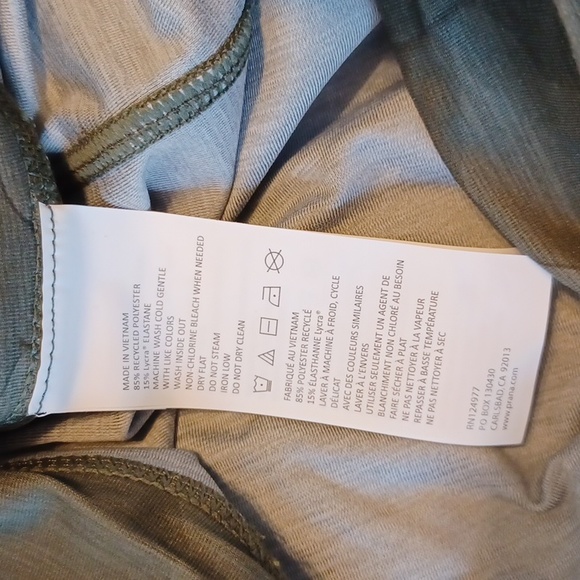 MADE IN VIETNAM
85% RECYCLED POLYESTER
15% Lycra® ELASTANE
MACHINE WASH COLD GENTLE
WITH LIKE COLORS
WASH INSIDE OUT
NON-CHLORINE BLEACH WHEN NEEDED
DRY FLAT
DO NOT STEAM
IRON LOW
DO NOT DRY CLEAN
FABRIQUÉ AU VIETNAM
85% POLYESTER RECYCLÉ
15% ÉLASTHANNE Lycra®
LAVER À MACHINE À FROID, CYCLE
DÉLICAT
AVEC DES COULEURS SIMILAIRES
LAVER À L'ENVERS
UTILISER SEULEMENT UN AGENT DE
BLANCHIMENT NON CHLORÉ AU BESOIN
FAIRE SÉCHER À PLAT
NE PAS NETTOYER À LA VAPEUR
REPASSER À BASSE TEMPÉRATURE
NE PAS NETTOYER À SEC
RN124977
PO BOX 130430
CARLSBAD, CA 92013
www.prana.com